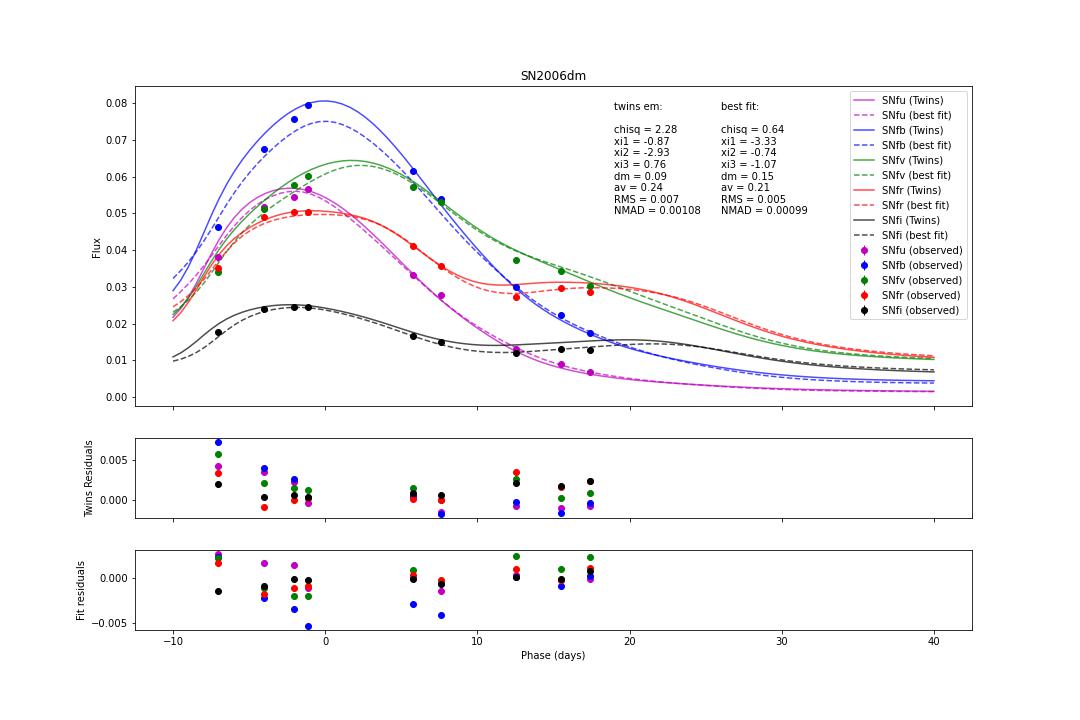 SN2006dm
Flux
0.08
0.07
0.06
0.05
0.04
0.03
0.02
0.01
0.00
twins em:
chisq = 2.28
xi1 = -0.87
xi2 = -2.93
xi3 = 0.76
dm = 0.09
av = 0.24
RMS = 0.007
NMAD = 0.00108
best fit:
chisq = 0.64
xi1 = -3.33
xi2 = -0.74
xi3 = -1.07
dm = 0.15
av = 0.21
RMS = 0.005
NMAD = 0.00099
SNfu (Twins)
SNfu (best fit)
SNfb (Twins)
SNfb (best fit)
SNfv (Twins)
SNfv (best fit)
SNfr (Twins)
SNfr (best fit)
SNfi (Twins)
SNfi (best fit)
SNfu (observed)
SNfb (observed)
SNfv (observed)
SNfr (observed)
SNfi (observed)
Twins Residuals
0.005
0.000
Fit residuals
0.000
−0.005
−10 0 10 20 30 40
Phase (days)